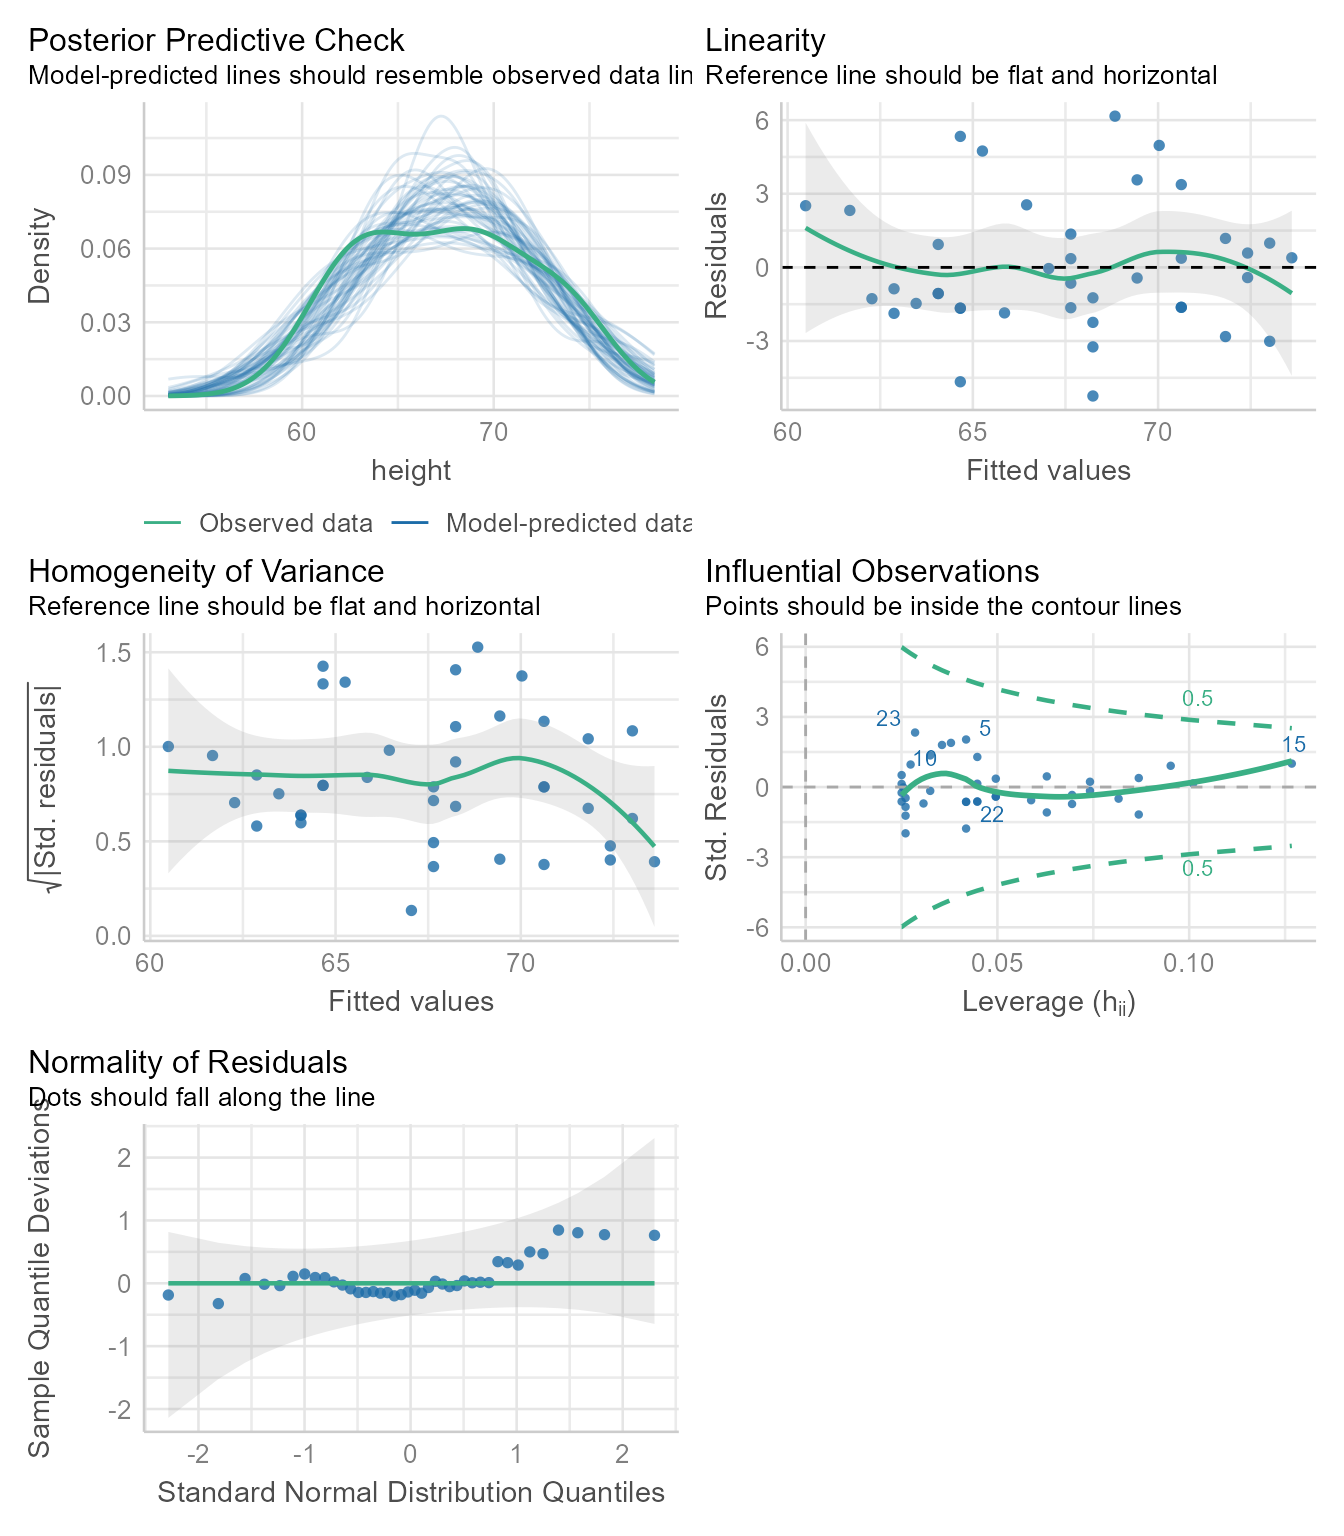 Posterior Predictive Check
Model-predicted lines should resemble observed data lin
Density
0.09
0.06
0.03
0.00
60
70
height
Observed data
Model-predicted data
Linearity
Reference line should be flat and horizontal
Residuals
6
3
0
-3
60
65
70
Fitted values
Homogeneity of Variance
Reference line should be flat and horizontal
√|Std. residuals|
1.5
1.0
0.5
0.0
60
65
70
Fitted values
Influential Observations
Points should be inside the contour lines
Std. Residuals
6
3
0
-3
-6
0.5
23
5
10
15
22
0.5
0.00
0.05
0.10
Leverage (hii)
Normality of Residuals
Dots should fall along the line
Sample Quantile Deviations
2
1
0
-1
-2
-2
-1
0
1
2
Standard Normal Distribution Quantiles